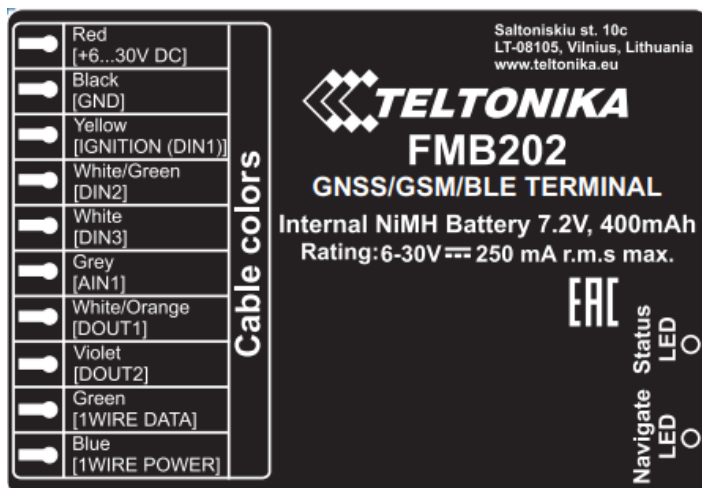 Red
[+6...30V DC]
Black
[GND]
Yellow
[IGNITION (DIN1)]
White/Green
[DIN2]
White
[DIN3]
Grey
[AIN1]
White/Orange
[DOUT1]
Violet
[DOUT2]
Green
[1WIRE DATA]
Blue
[1WIRE POWER]
Cable colors
Saltoniskiu st. 10c
LT-08105, Vilnius, Lithuania
www.teltonika.eu
TELTONIKA
FMB202
GNSS/GSM/BLE TERMINAL
Internal NiMH Battery 7.2V, 400mAh
Rating:6-30V⎓250 mA r.m.s max.
EAC
Status
LED
Navigate
LED